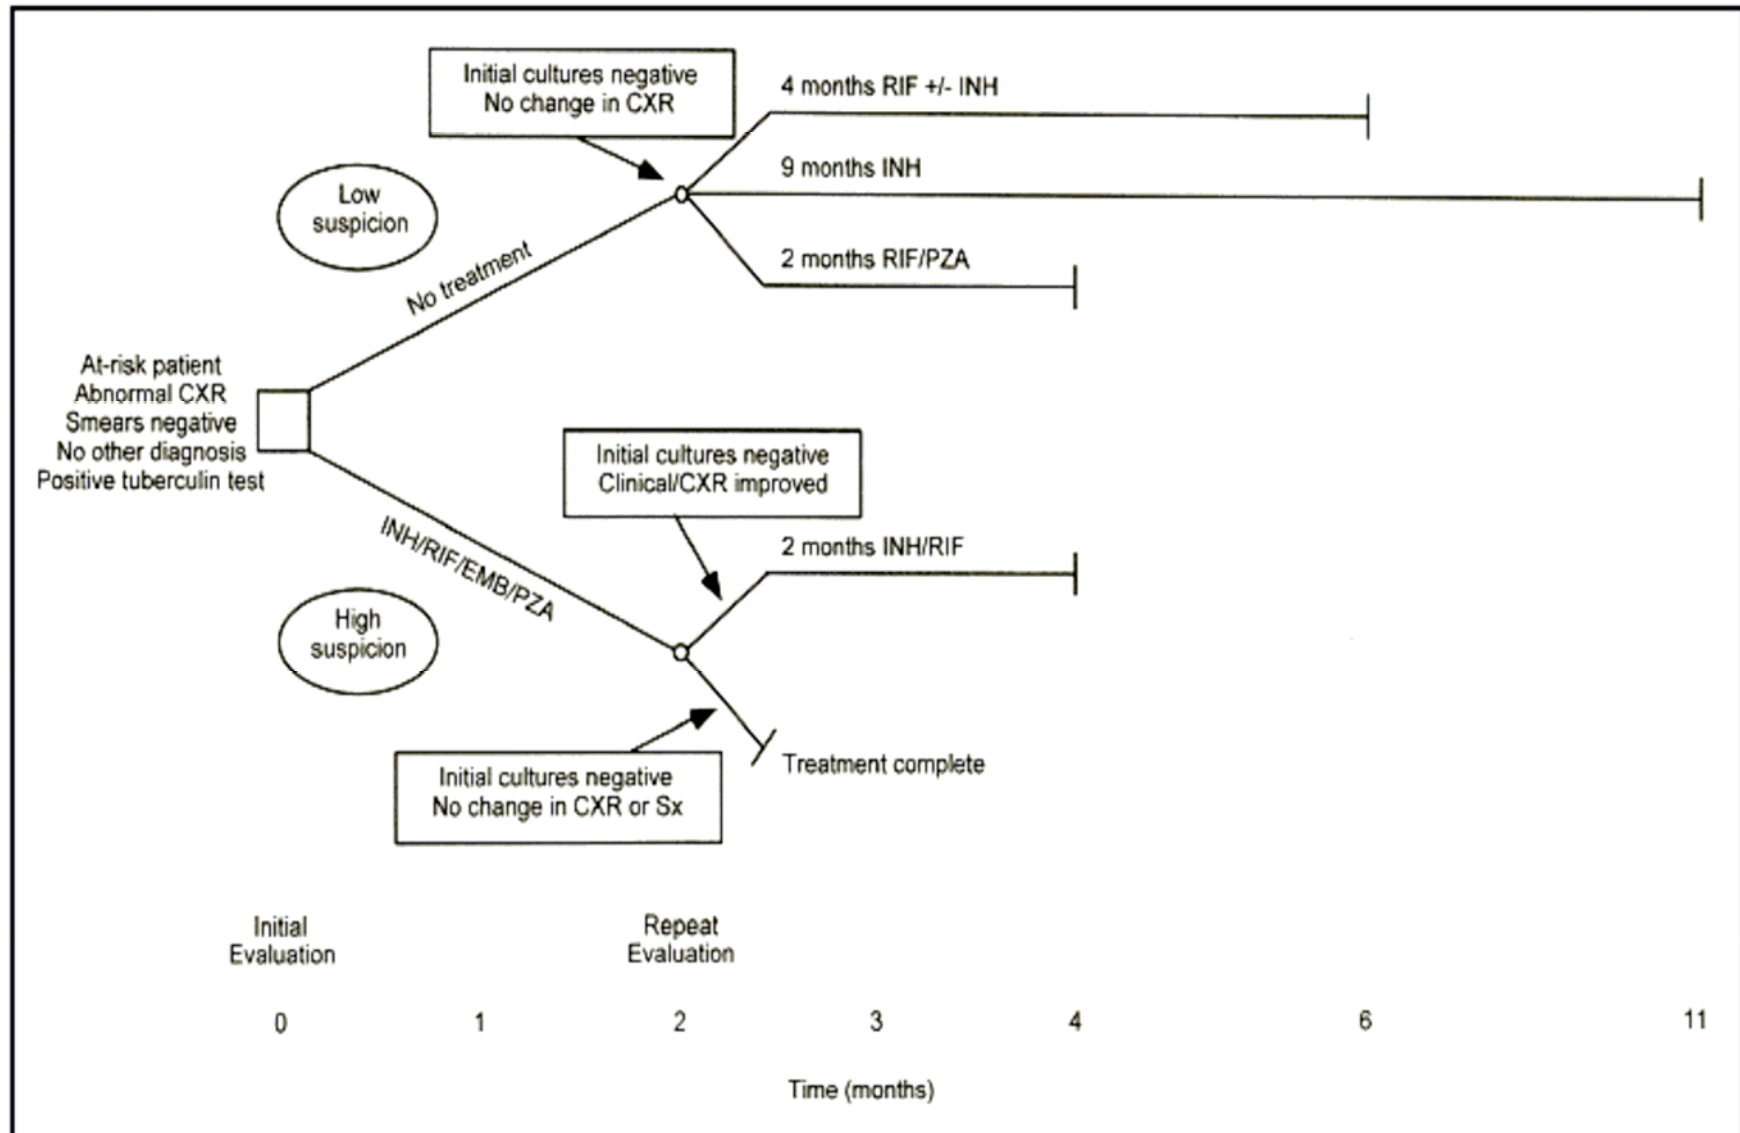 Initial cultures negative
No change in CXR
4 months RIF +/- INH
9 months INH
2 months RIF/PZA
Low
suspicion
No treatment
At-risk patient
Abnormal CXR
Smears negative
No other diagnosis
Positive tuberculin test
Initial cultures negative
Clinical/CXR improved
INH/RIF/EMB/PZA
2 months INH/RIF
High
suspicion
Initial cultures negative
No change in CXR or Sx
Treatment complete
Initial
Evaluation
Repeat
Evaluation
0 1 2 3 4 6 11
Time (months)